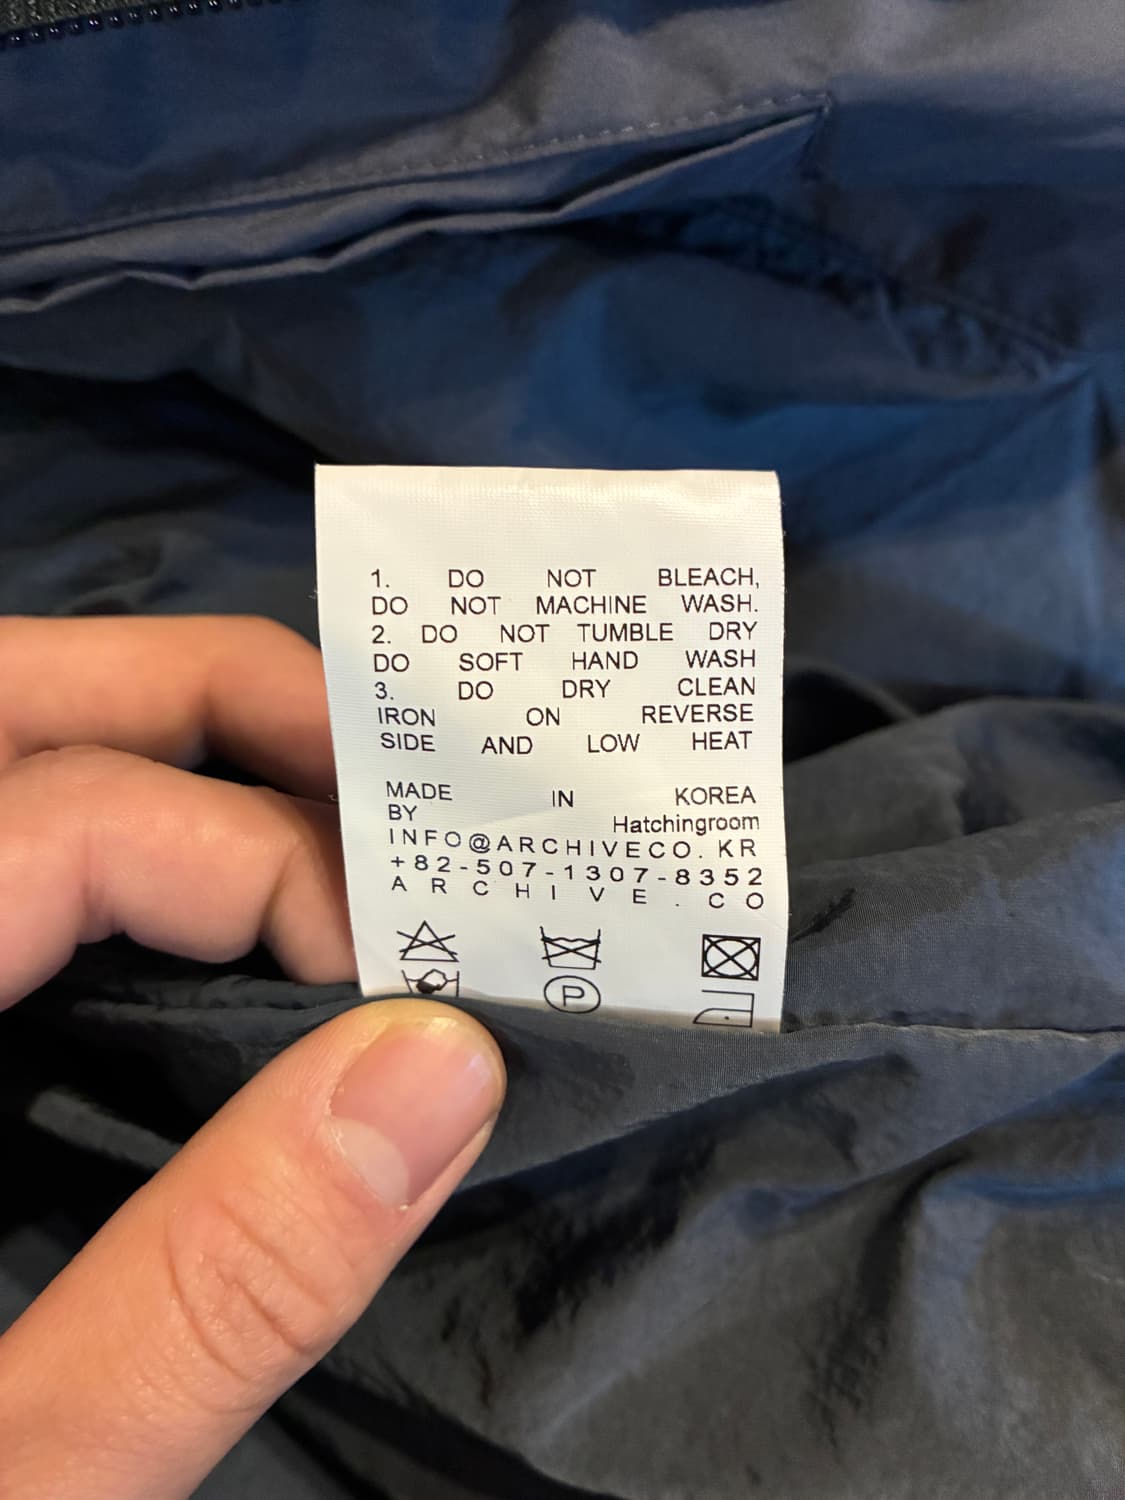 1. DO NOT BLEACH,
DO NOT MACHINE WASH.
2. DO NOT TUMBLE DRY
DO SOFT HAND WASH
3. DO DRY CLEAN
IRON ON REVERSE
SIDE AND LOW HEAT
MADE IN KOREA
BY Hatchingroom
INFO@ARCHIVECO.KR
+82-507-1307-8352
ARCHIVE.CO
P